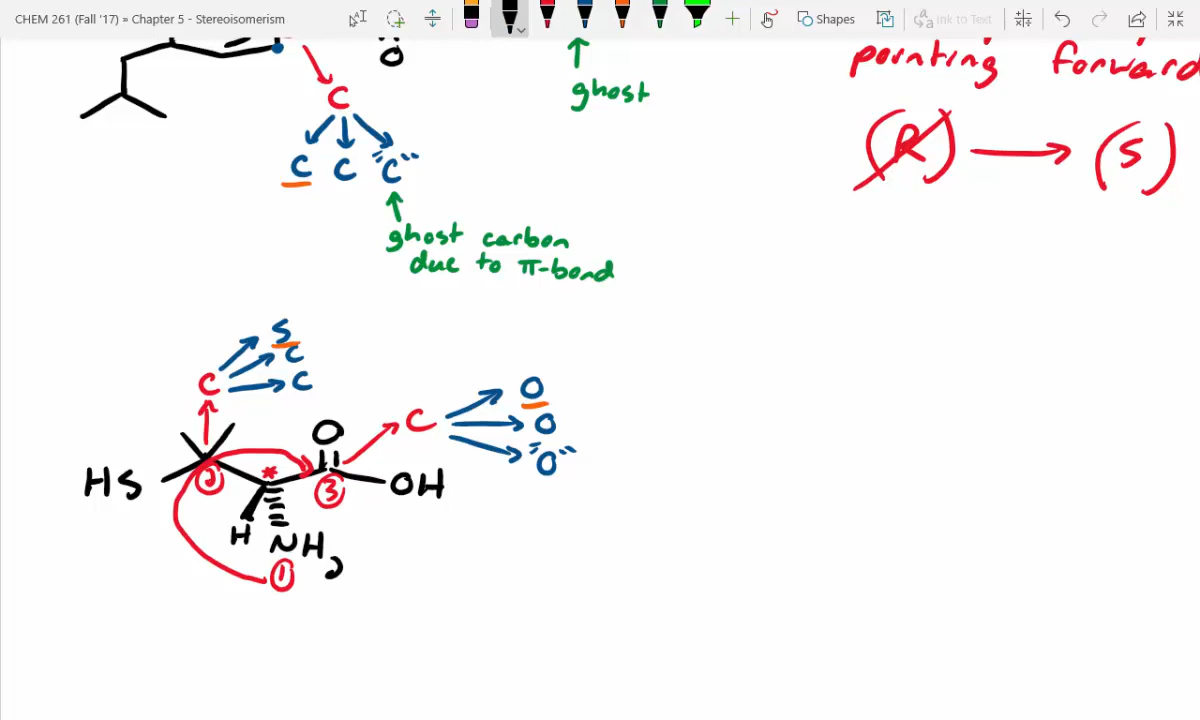 CHEM 261 (Fall '17) » Chapter 5 - Stereoisomerism
Shapes
Ink to Text
O
ghost
pointing forward
(R) → (S)
C
C C "C"
ghost carbon
due to π-bond
S
C
C
C
C
O
O
"O"
O
HS
*
②
③
OH
H
NH2
①